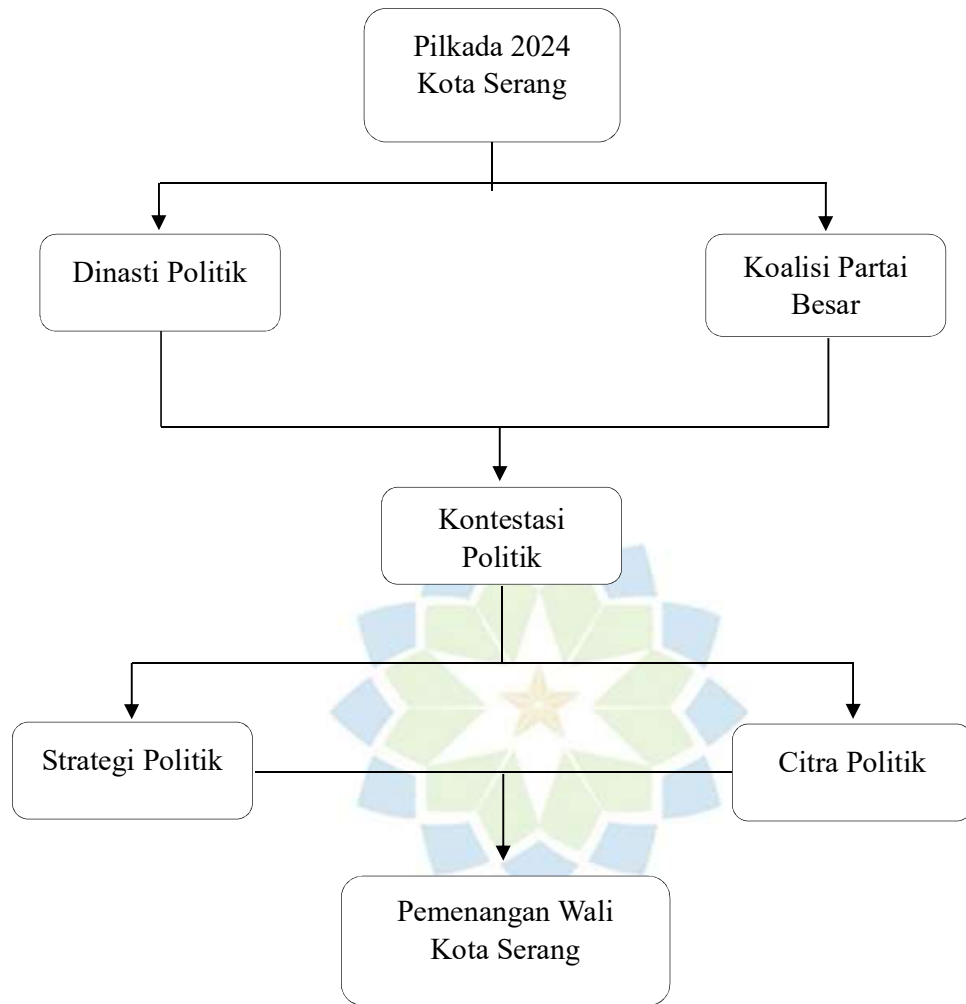 Pilkada 2024
Kota Serang
Dinasti Politik
Koalisi Partai
Besar
Kontestasi
Politik
Strategi Politik
Citra Politik
Pemenangan Wali
Kota Serang